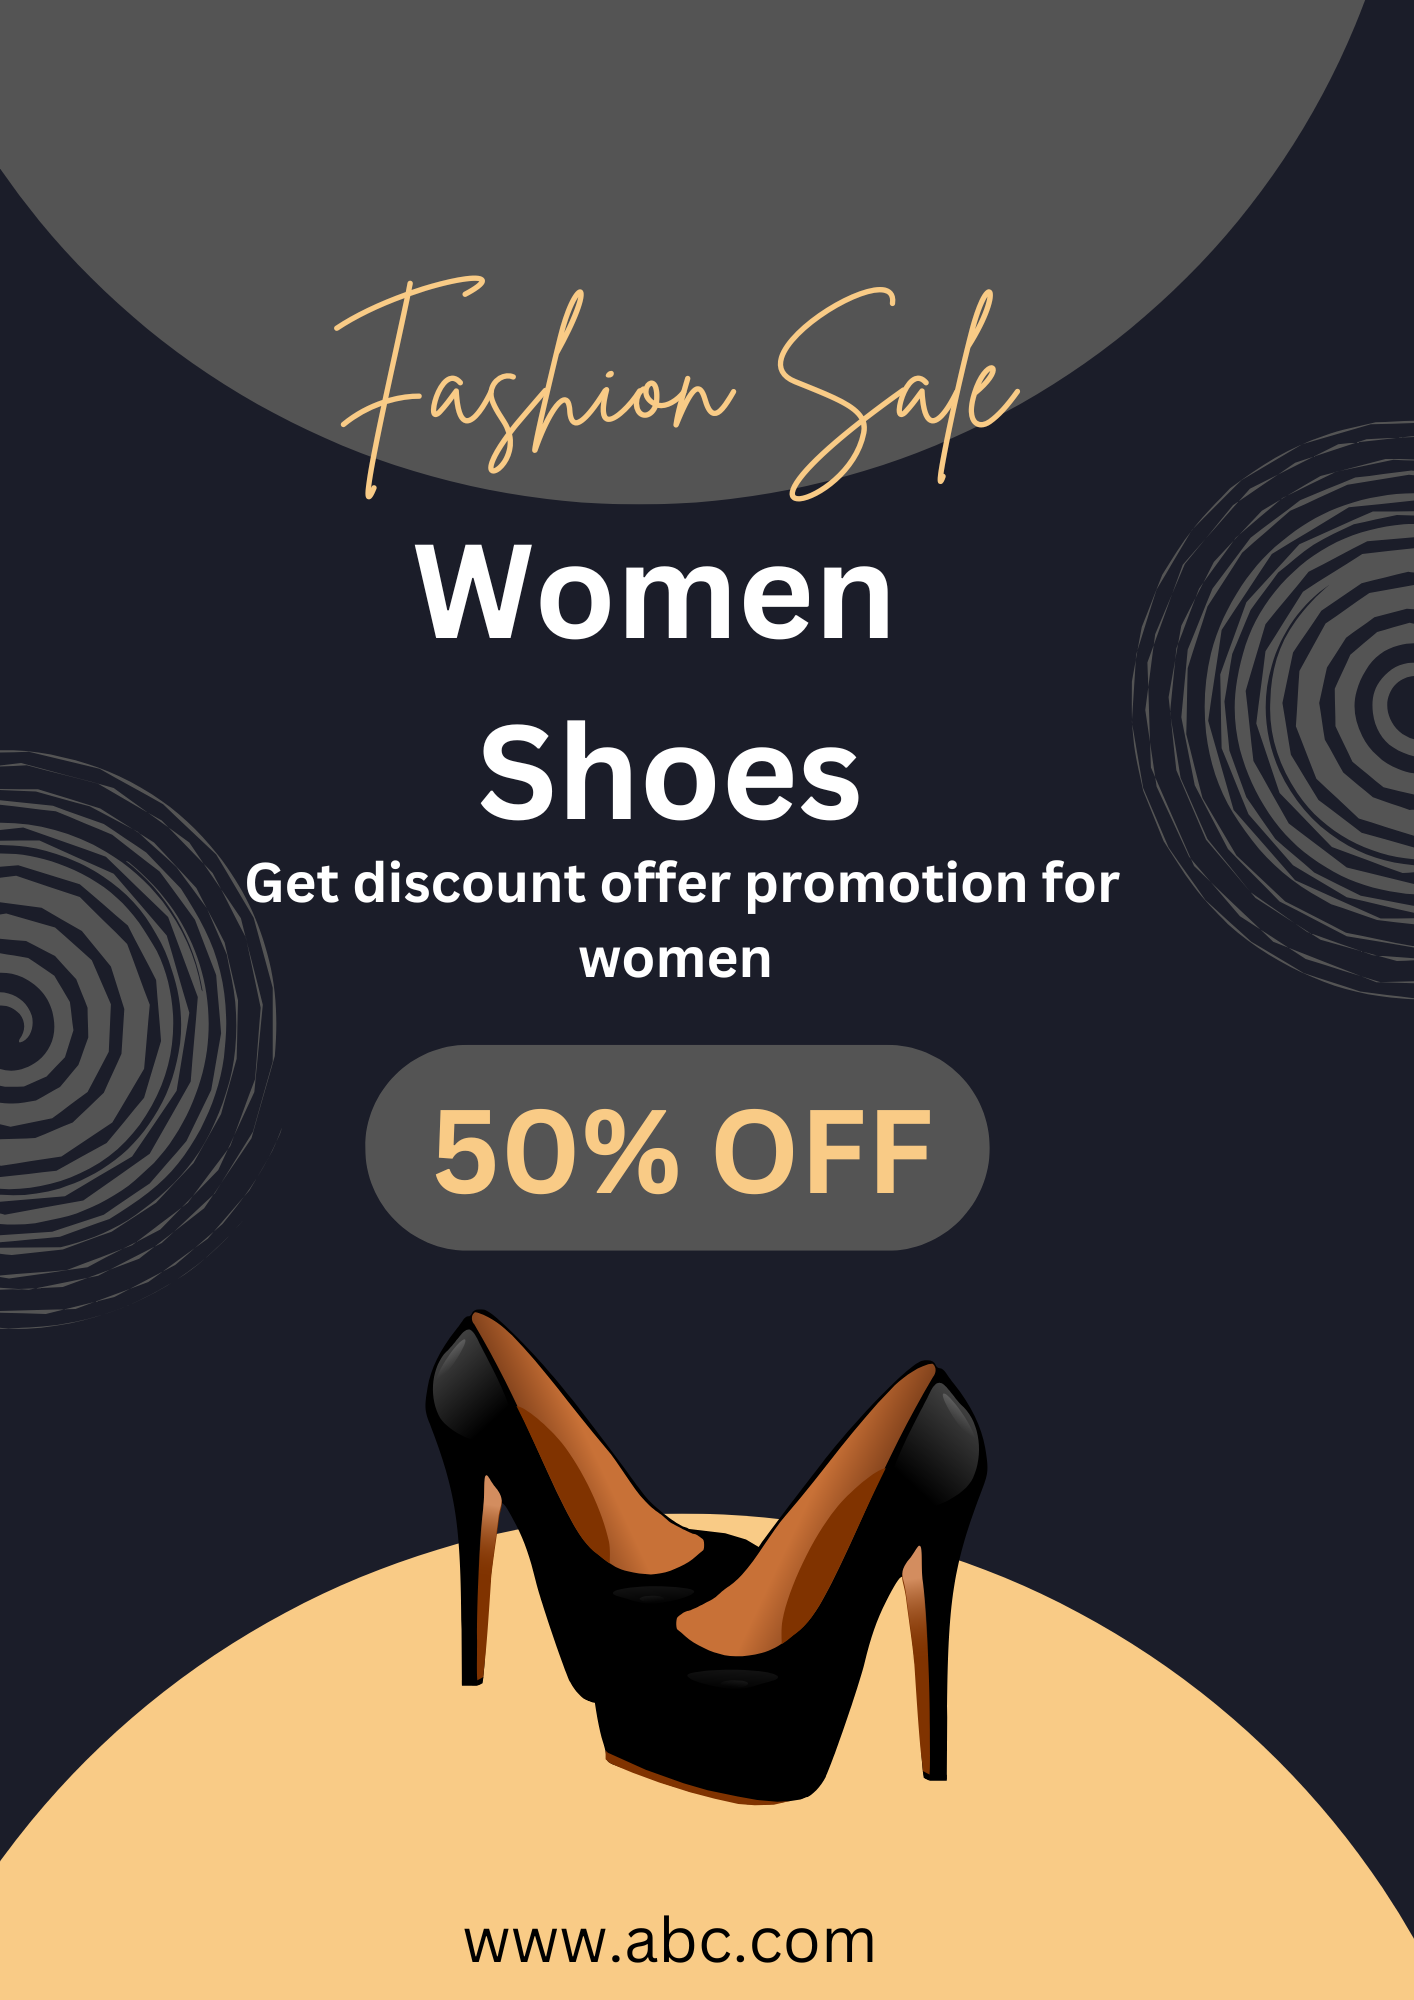 Fashion Sale
Women
Shoes
Get discount offer promotion for
women
50% OFF
www.abc.com